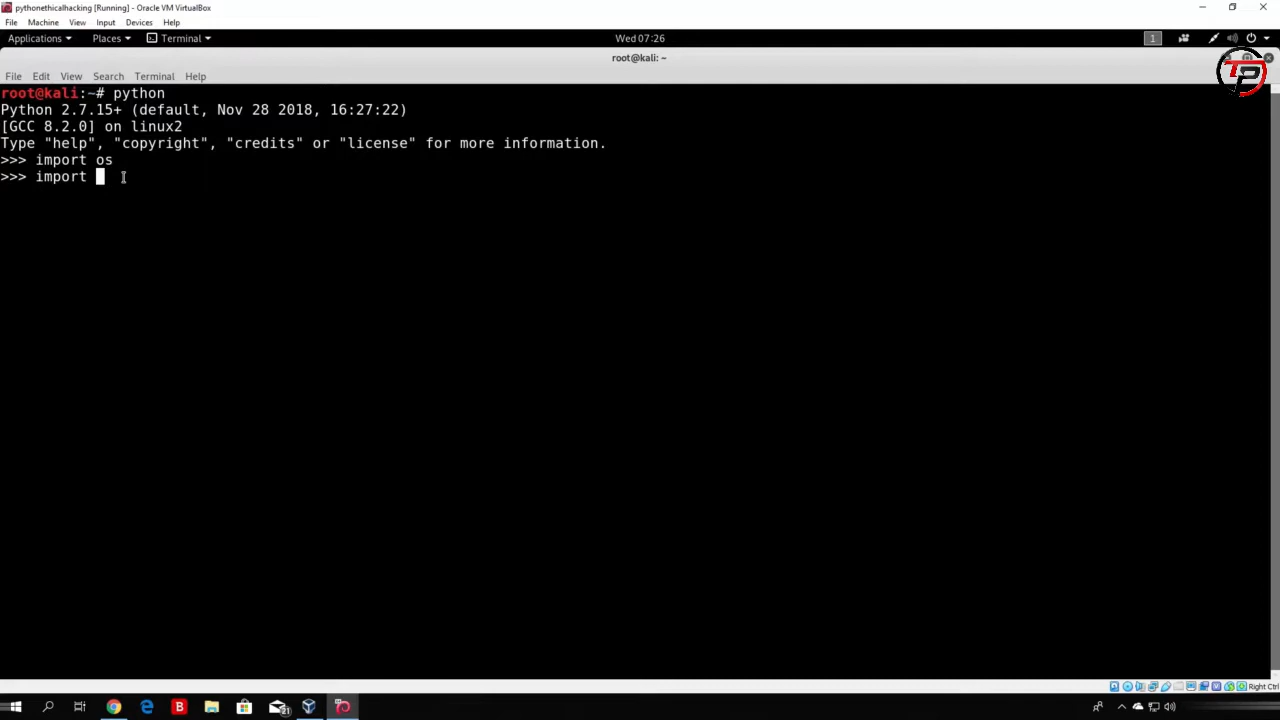 pythonethicalhacking [Running] - Oracle VM VirtualBox
File Machine View Input Devices Help
Applications Places Terminal Wed 07:26 1
root@kali: ~
TP
File Edit View Search Terminal Help
root@kali:~# python
Python 2.7.15+ (default, Nov 28 2018, 16:27:22)
[GCC 8.2.0] on linux2
Type "help", "copyright", "credits" or "license" for more information.
>>> import os
>>> import
Right Ctrl
B 21